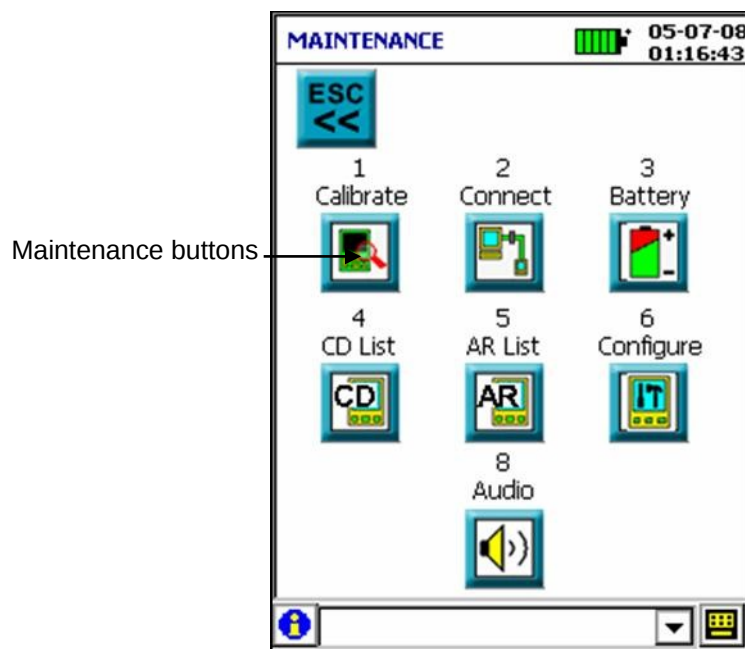 MAINTENANCE
05-07-08
01:16:43
ESC
<<
1 2 3
Calibrate Connect Battery
Maintenance buttons
4 5 6
CD List AR List Configure
CD AR
8
Audio